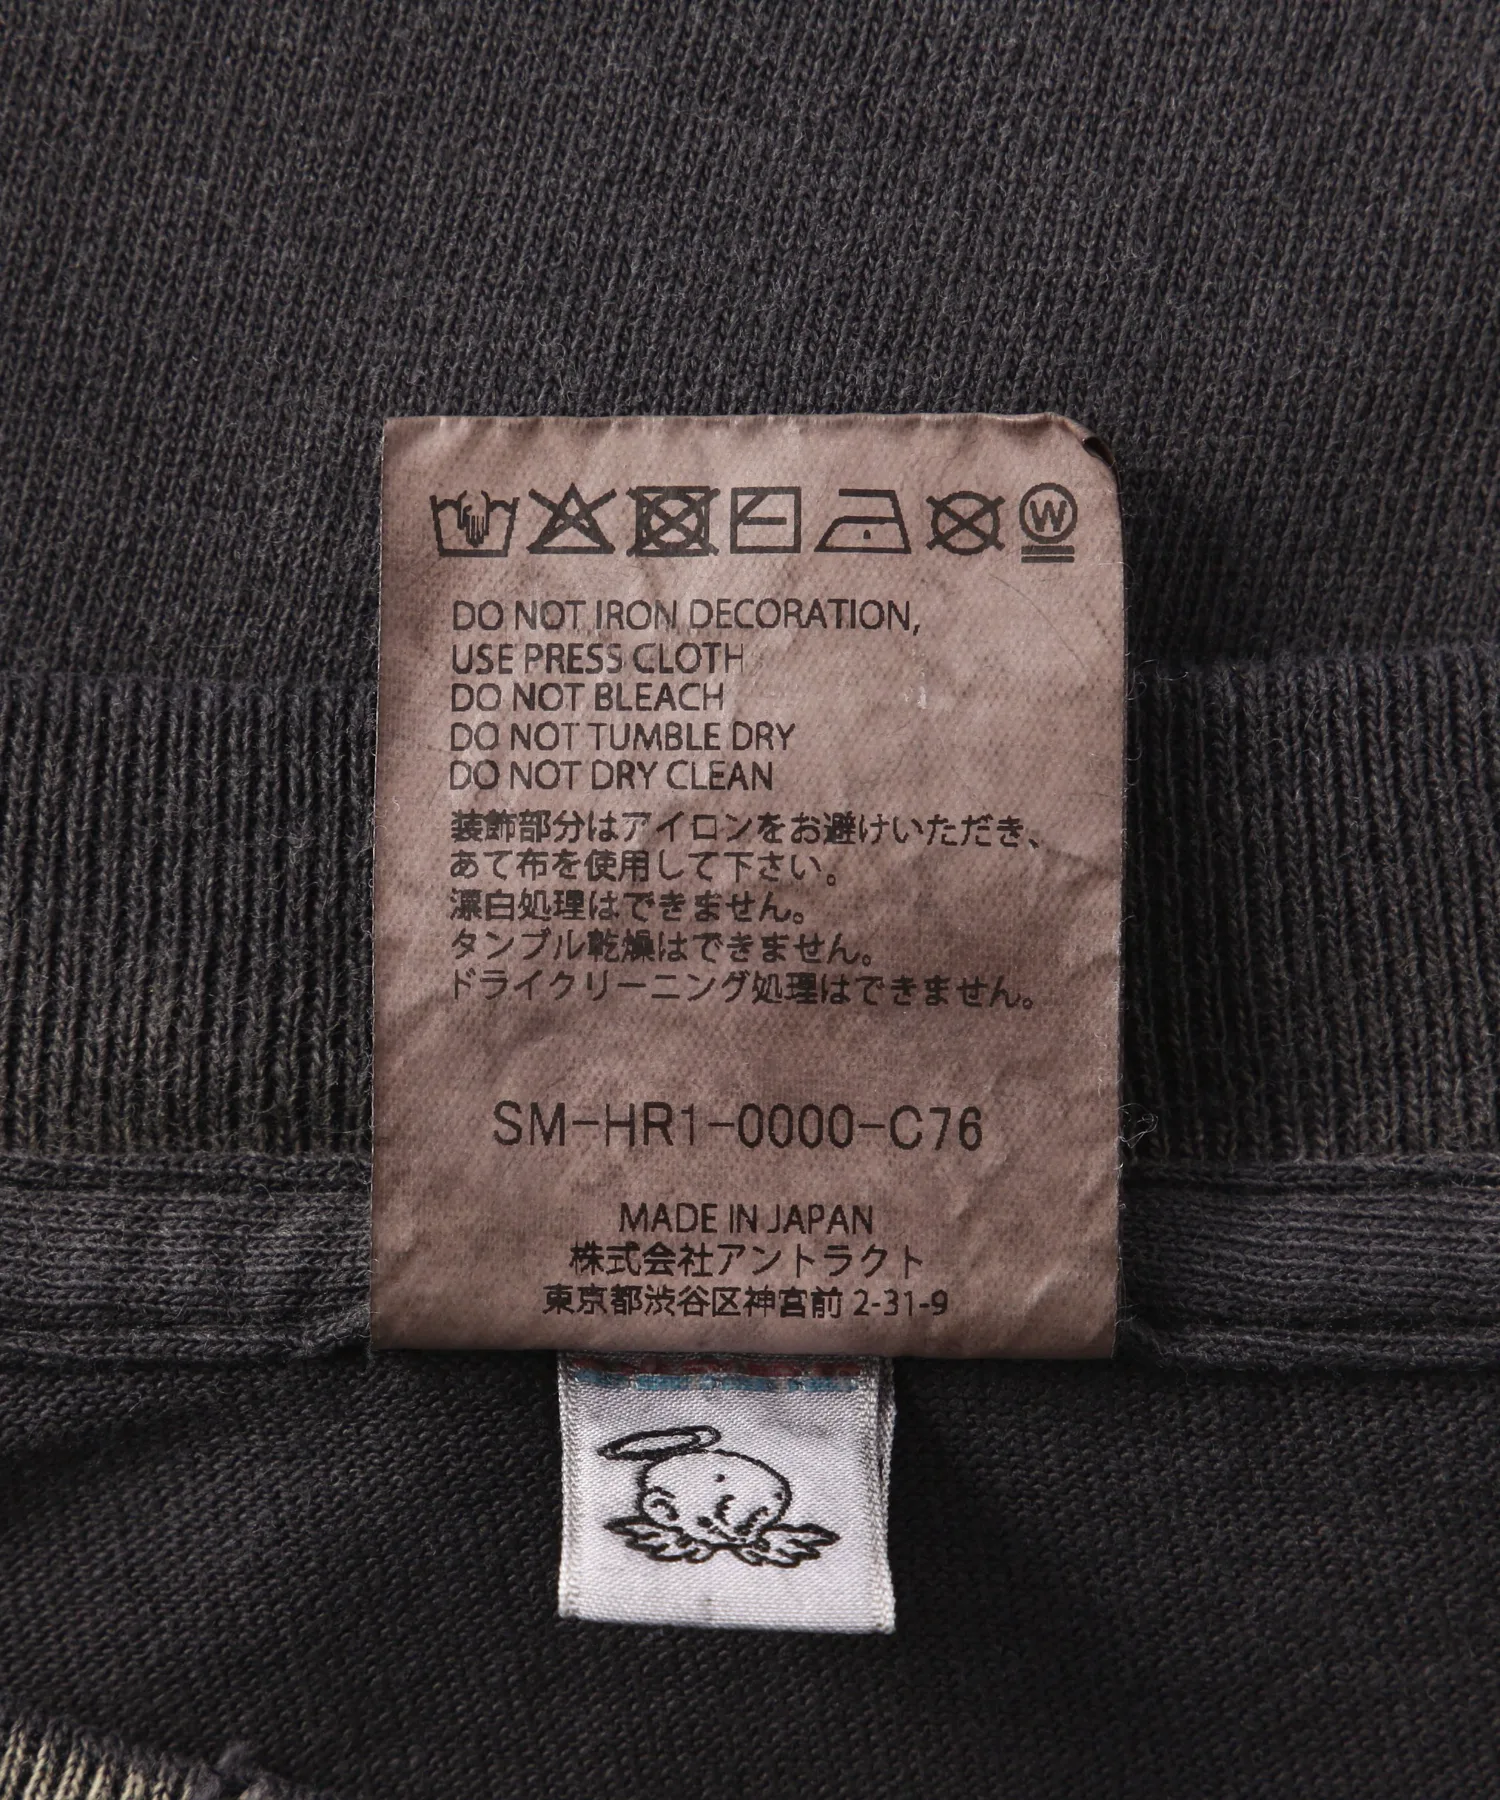 W
DO NOT IRON DECORATION,
USE PRESS CLOTH
DO NOT BLEACH
DO NOT TUMBLE DRY
DO NOT DRY CLEAN
装飾部分はアイロンをお避けいただき、
あて布を使用して下さい。
漂白処理はできません。
タンブル乾燥はできません。
ドライクリーニング処理はできません。
SM-HR1-0000-C76
MADE IN JAPAN
株式会社アントラクト
東京都渋谷区神宮前 2-31-9